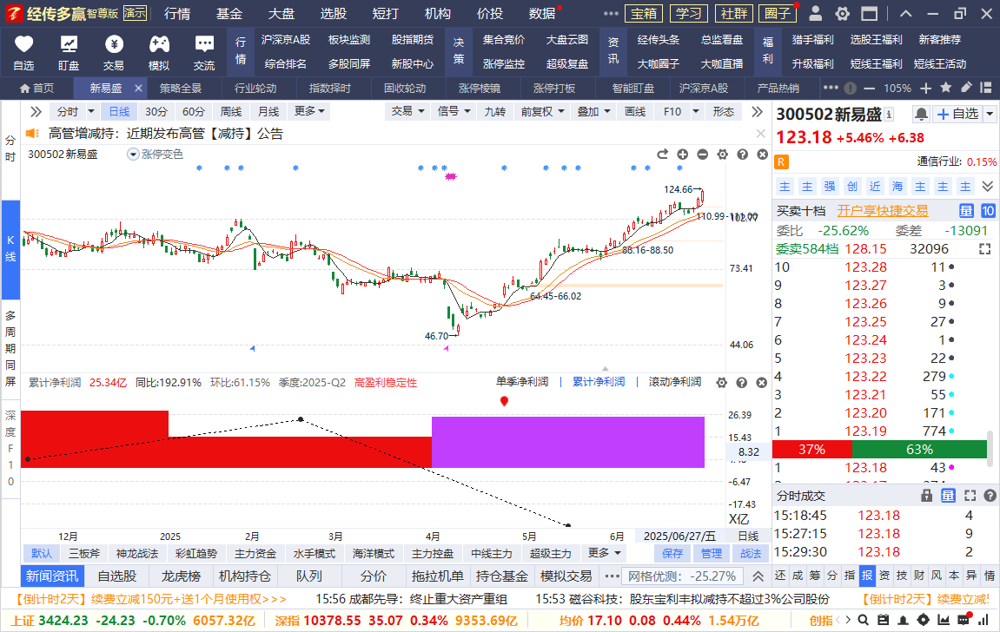 经传多赢 智尊版 演示 行情 基金 大盘 选股 短打 机构 价投 数据 ••• 宝箱 学习 社群 圈子
自选 盯盘 交易 模拟 交流
行情 沪深京A股 板块监测 股指期货 决策 集合竞价 大盘云图 资讯 经传头条 总监看盘 福利 猎手福利 选股王福利 新客推荐
综合排名 多股同屏 新股中心 涨停监控 超级复盘 大咖圈子 大咖直播 升级福利 短线王福利 短线王活动
首页 新易盛 × 策略全景 行业轮动 指数择时 固收轮动 涨停棱镜 涨停打板 智能盯盘 沪深京A股 产品热销 ••• 105%
分时 日线 30分 60分 周线 月线 更多 交易 信号 九转 前复权 叠加 画线 F10 形态
高管增减持：近期发布高管【减持】公告
300502 新易盛 涨停变色
分时
K线
多周期同屏
深度F10
124.66
110.99-111.00
102.77
88.16-88.50
73.41
64.45-66.02
46.70
44.06
累计净利润 25.34亿 同比:192.91% 环比:61.15% 季度:2025-Q2 高盈利稳定性 单季净利润 | 累计净利润 | 滚动净利润
26.39
15.43
8.32
-6.47
-17.43
X亿
12月 2025 2月 3月 4月 5月 6月 2025/06/27/五 日线
默认 三板斧 神龙战法 彩虹趋势 主力资金 水手模式 海洋模式 主力控盘 中线主力 超级主力 更多 保存 管理 战法
新闻资讯 自选股 龙虎榜 机构持仓 队列 分价 拖拉机单 持仓基金 模拟交易 ••• 网格优测: -25.27%
300502 新易盛 自选
123.18 +5.46% +6.38
R 通信行业: 0.15%
主 主 强 创 近 海 主 主 主
买卖十档 开户享快捷交易 量 10
委比 -25.62% 委差 -13091
委卖584档 128.15 32096
10 123.28 11
9 123.27 3
8 123.26 9
7 123.25 27
6 123.24 1
5 123.23 22
4 123.22 279
3 123.21 55
2 123.20 171
1 123.19 774
37% 63%
1 123.18 43
分时成交 量
15:18:45 123.18 4
15:27:15 123.18 9
15:29:30 123.18 2
还 成 筹 分 指 报 资 技 财 风 本 异 情
【倒计时2天】续费立减150元+送1个月使用权>>> 15:56 成都先导：终止重大资产重组 15:53 磁谷科技：股东宝利丰拟减持不超过3%公司股份 【倒计时2天】续费立减
上证 3424.23 -24.23 -0.70% 6057.32亿 深指 10378.55 35.07 0.34% 9353.69亿 均价 17.10 0.08 0.44% 1.54万亿 创指